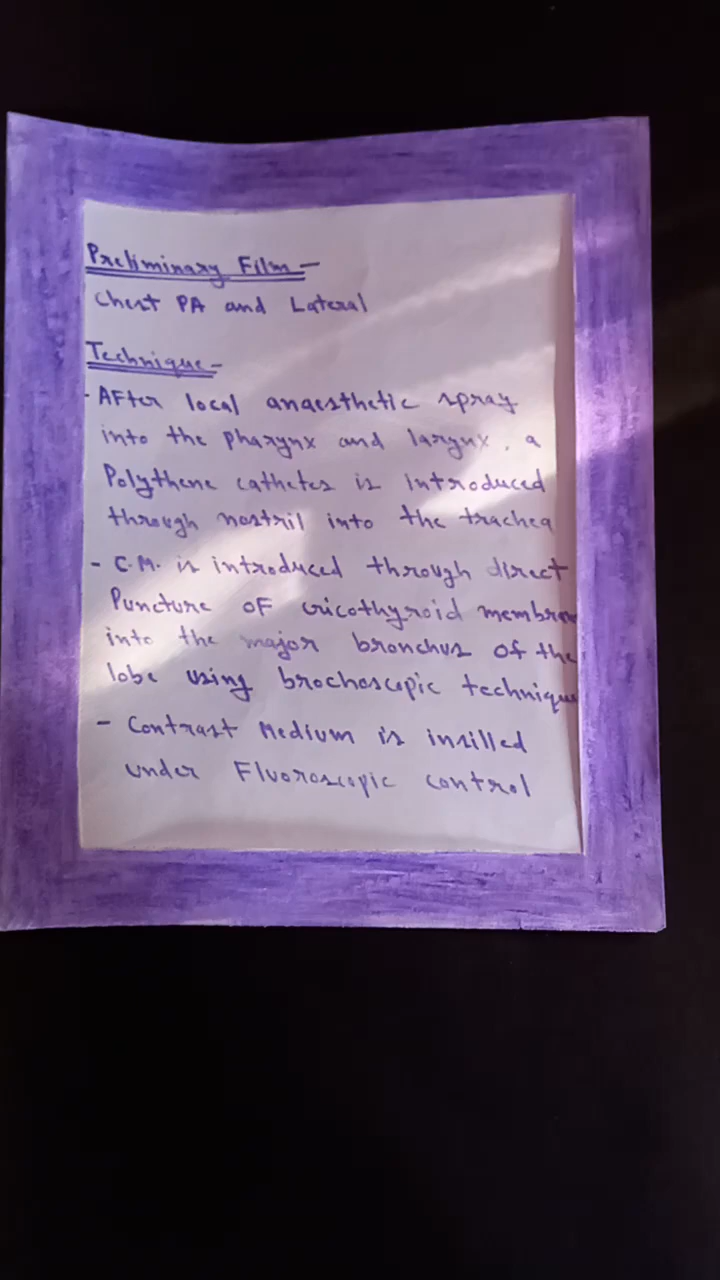 Preliminary Film -
Chest PA and Lateral
Technique -
- After local anaesthetic spray
into the pharynx and larynx, a
Polythene catheter is introduced
through nostril into the trachea
- C.M. is introduced through direct
Puncture of cricothyroid membran
into the major bronchus of the
lobe using brochoscopic technique
- Contrast Medium is insilled
under Fluoroscopic control